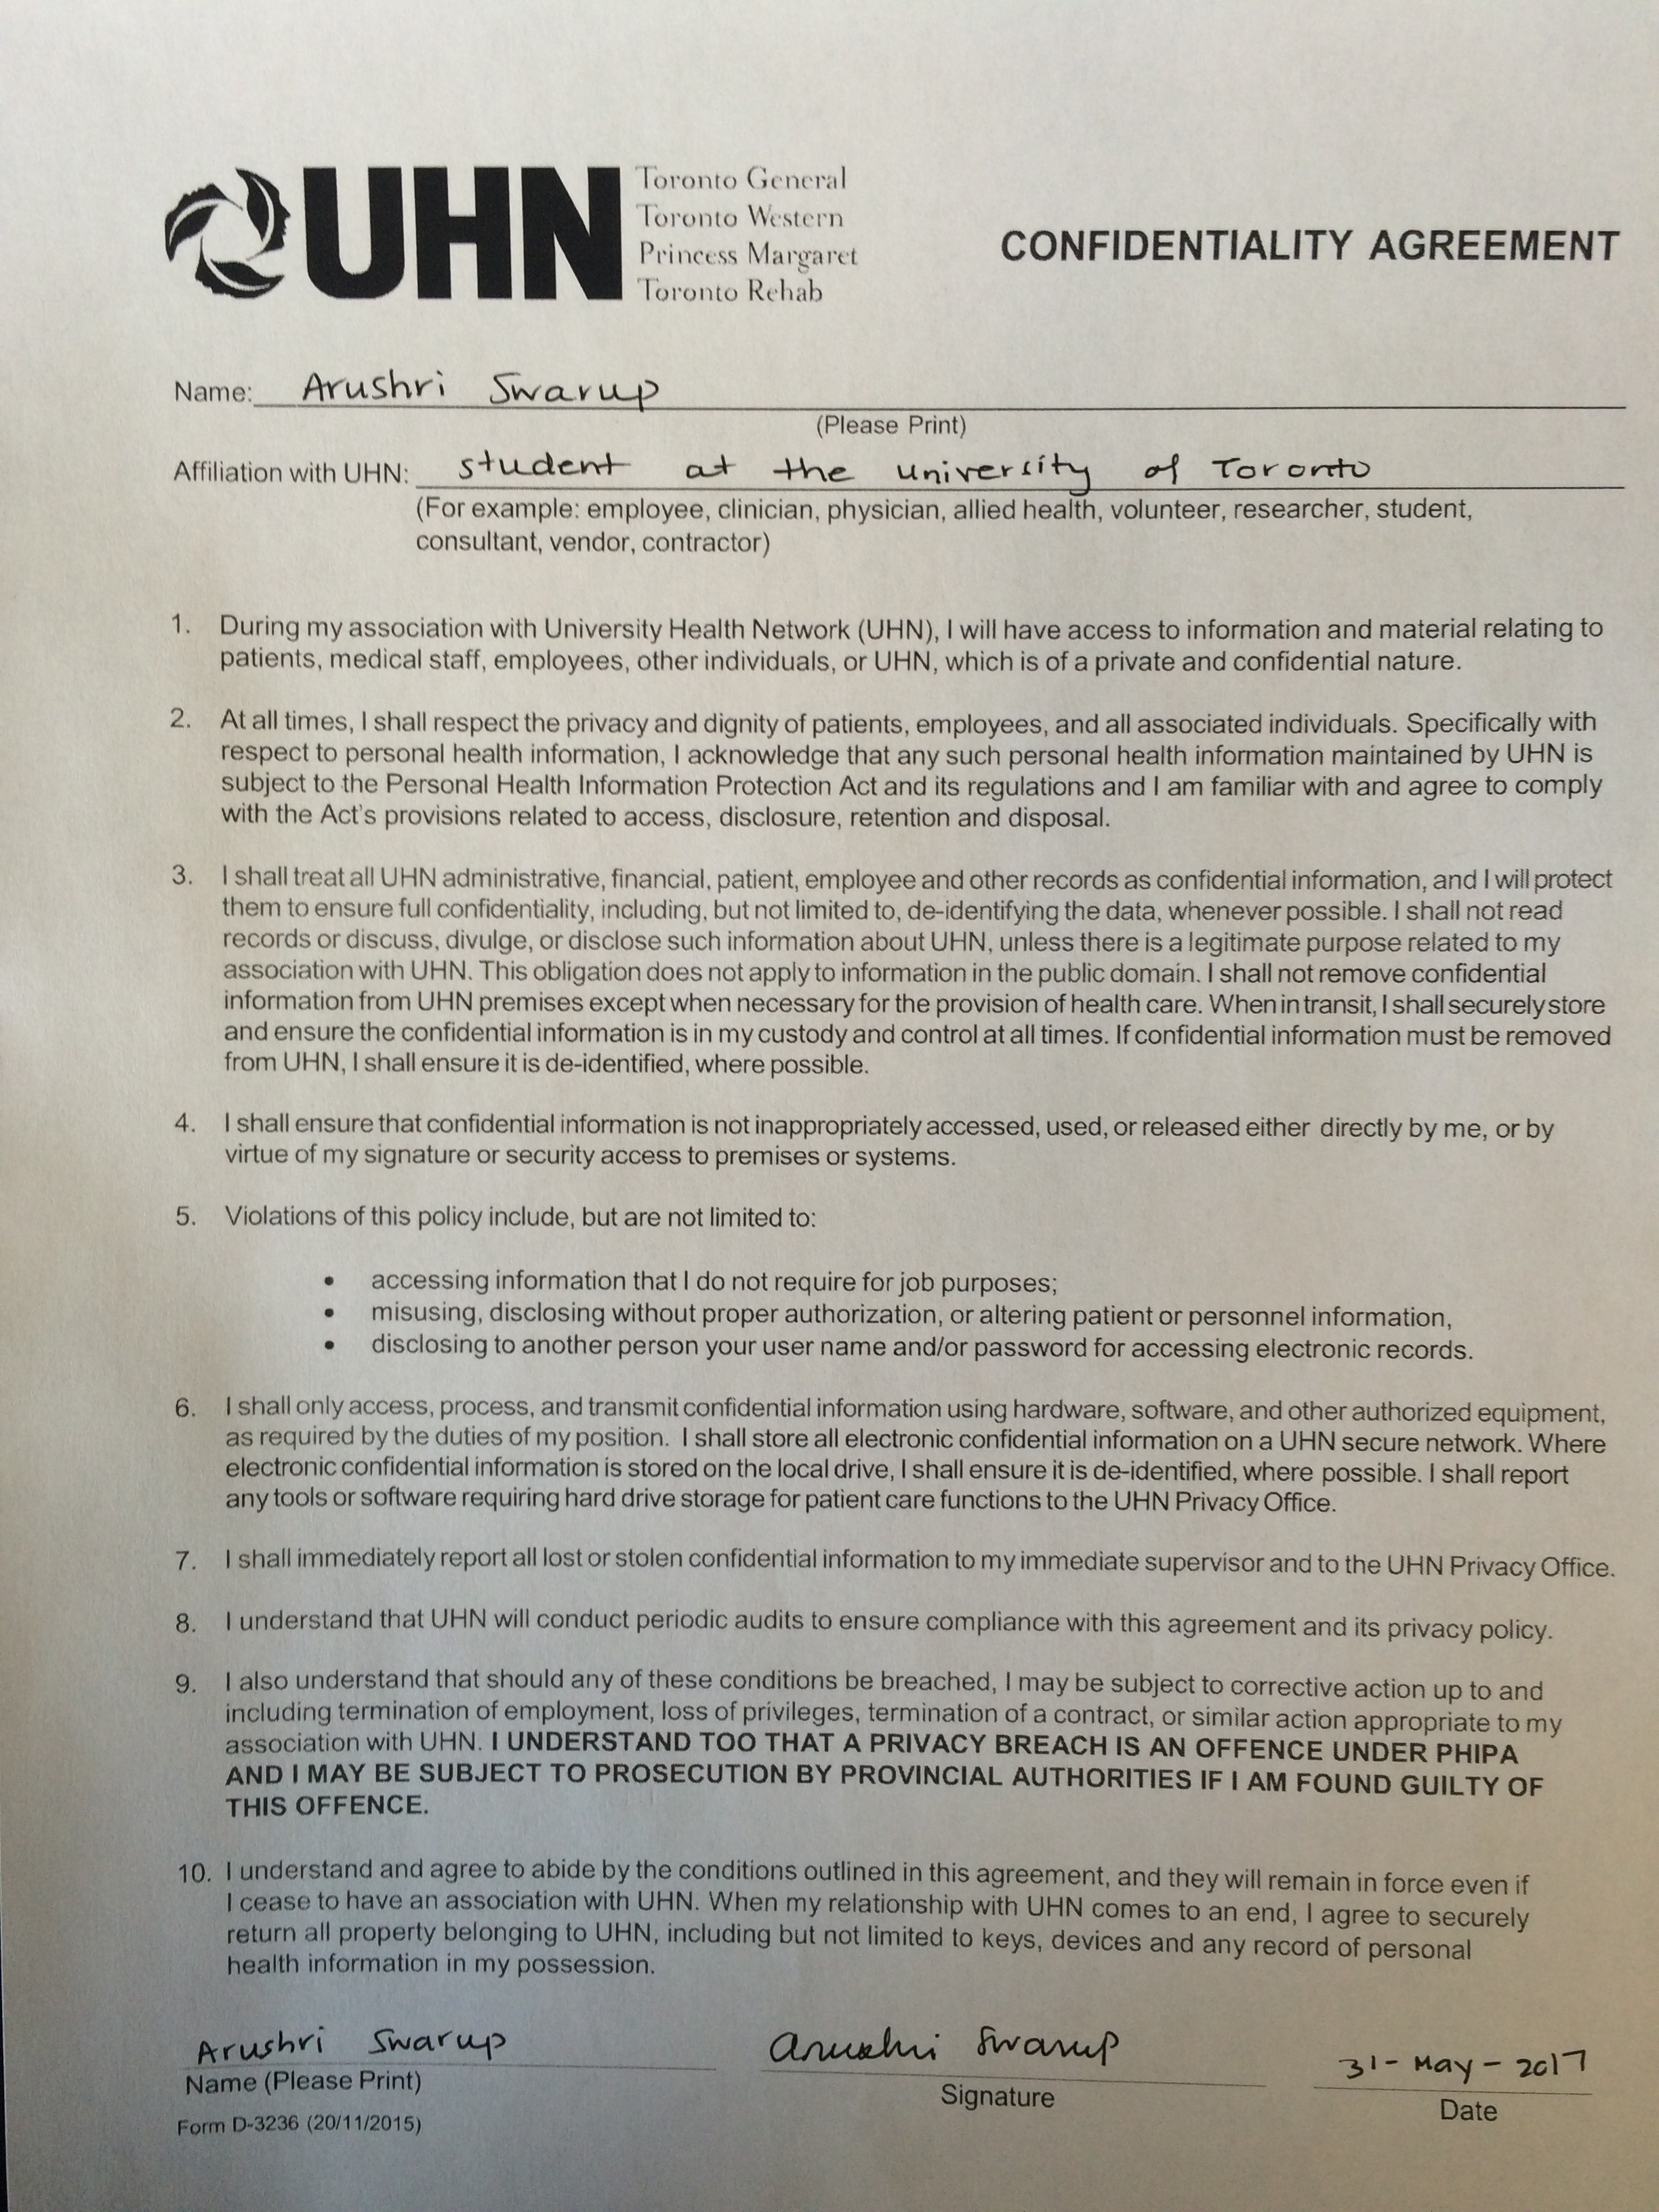 UHN
Toronto General
Toronto Western
Princess Margaret
Toronto Rehab
CONFIDENTIALITY AGREEMENT
Name: Arushri Swarup
(Please Print)
Affiliation with UHN: student at the university of Toronto
(For example: employee, clinician, physician, allied health, volunteer, researcher, student,
consultant, vendor, contractor)
1. During my association with University Health Network (UHN), I will have access to information and material relating to
patients, medical staff, employees, other individuals, or UHN, which is of a private and confidential nature.
2. At all times, I shall respect the privacy and dignity of patients, employees, and all associated individuals. Specifically with
respect to personal health information, I acknowledge that any such personal health information maintained by UHN is
subject to the Personal Health Information Protection Act and its regulations and I am familiar with and agree to comply
with the Act's provisions related to access, disclosure, retention and disposal.
3. I shall treat all UHN administrative, financial, patient, employee and other records as confidential information, and I will protect
them to ensure full confidentiality, including, but not limited to, de-identifying the data, whenever possible. I shall not read
records or discuss, divulge, or disclose such information about UHN, unless there is a legitimate purpose related to my
association with UHN. This obligation does not apply to information in the public domain. I shall not remove confidential
information from UHN premises except when necessary for the provision of health care. When in transit, I shall securely store
and ensure the confidential information is in my custody and control at all times. If confidential information must be removed
from UHN, I shall ensure it is de-identified, where possible.
4. I shall ensure that confidential information is not inappropriately accessed, used, or released either directly by me, or by
virtue of my signature or security access to premises or systems.
5. Violations of this policy include, but are not limited to:
• accessing information that I do not require for job purposes;
• misusing, disclosing without proper authorization, or altering patient or personnel information,
• disclosing to another person your user name and/or password for accessing electronic records.
6. I shall only access, process, and transmit confidential information using hardware, software, and other authorized equipment,
as required by the duties of my position. I shall store all electronic confidential information on a UHN secure network. Where
electronic confidential information is stored on the local drive, I shall ensure it is de-identified, where possible. I shall report
any tools or software requiring hard drive storage for patient care functions to the UHN Privacy Office.
7. I shall immediately report all lost or stolen confidential information to my immediate supervisor and to the UHN Privacy Office.
8. I understand that UHN will conduct periodic audits to ensure compliance with this agreement and its privacy policy.
9. I also understand that should any of these conditions be breached, I may be subject to corrective action up to and
including termination of employment, loss of privileges, termination of a contract, or similar action appropriate to my
association with UHN. I UNDERSTAND TOO THAT A PRIVACY BREACH IS AN OFFENCE UNDER PHIPA
AND I MAY BE SUBJECT TO PROSECUTION BY PROVINCIAL AUTHORITIES IF I AM FOUND GUILTY OF
THIS OFFENCE.
10. I understand and agree to abide by the conditions outlined in this agreement, and they will remain in force even if
I cease to have an association with UHN. When my relationship with UHN comes to an end, I agree to securely
return all property belonging to UHN, including but not limited to keys, devices and any record of personal
health information in my possession.
Arushri Swarup Arushri Swarup 31-May-2017
Name (Please Print) Signature Date
Form D-3236 (20/11/2015)